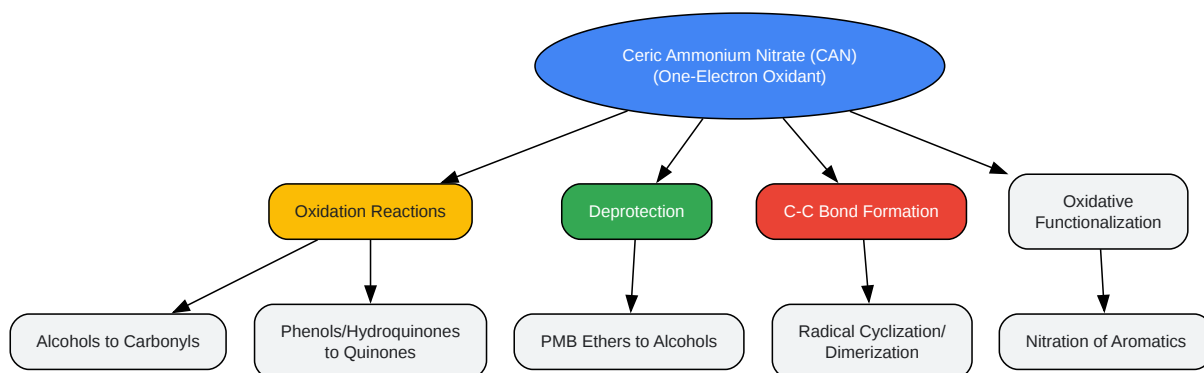 Ceric Ammonium Nitrate (CAN)
(One-Electron Oxidant)
Oxidation Reactions
Deprotection
C-C Bond Formation
Oxidative
Functionalization
Alcohols to Carbonyls
Phenols/Hydroquinones
to Quinones
PMB Ethers to Alcohols
Radical Cyclization/
Dimerization
Nitration of Aromatics